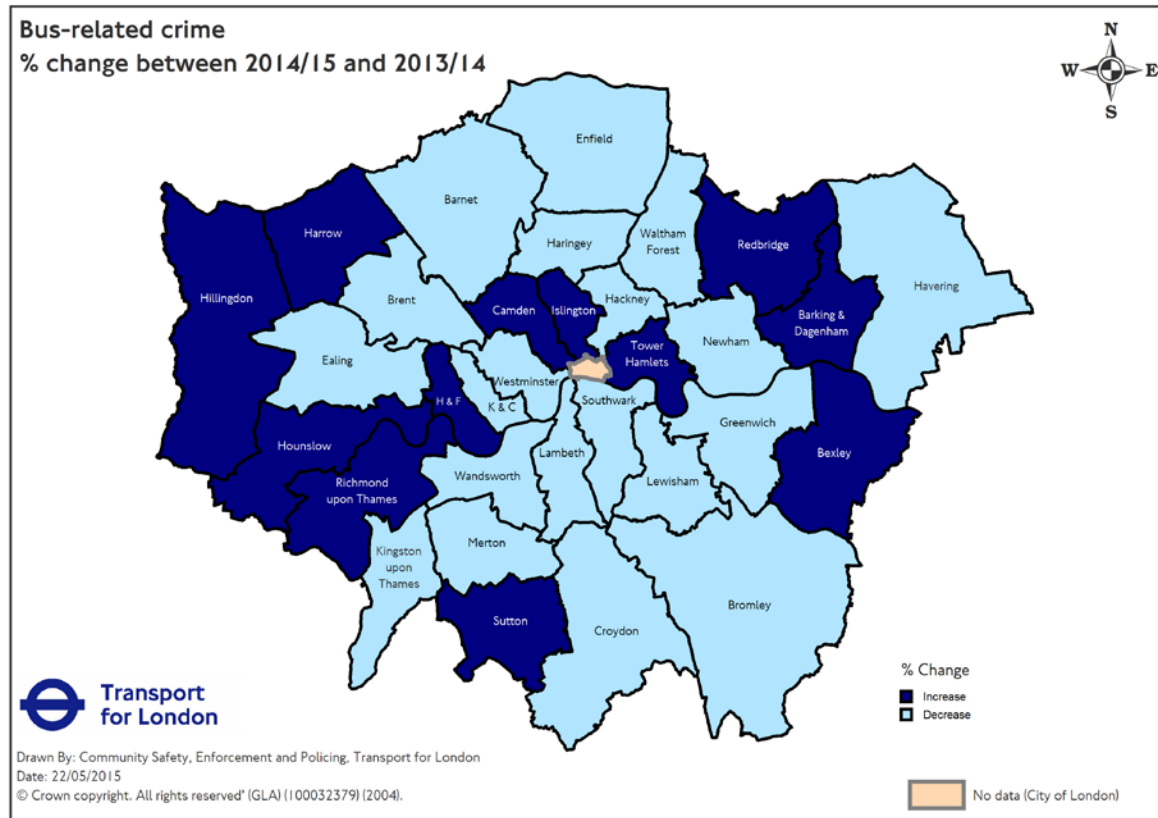 Bus-related crime
% change between 2014/15 and 2013/14
N
W
E
S
Enfield
Barnet
Harrow
Haringey
Waltham
Forest
Redbridge
Havering
Hillingdon
Brent
Camden
Islington
Hackney
Barking &
Dagenham
Ealing
Tower
Hamlets
Newham
Westminster
H & F
K & C
Southwark
Greenwich
Hounslow
Bexley
Lambeth
Richmond
upon Thames
Wandsworth
Lewisham
Merton
Kingston
upon
Thames
Bromley
Sutton
Croydon
% Change
Increase
Decrease
Transport
for London
Drawn By: Community Safety, Enforcement and Policing, Transport for London
Date: 22/05/2015
© Crown copyright. All rights reserved' (GLA) (100032379) (2004).
No data (City of London)